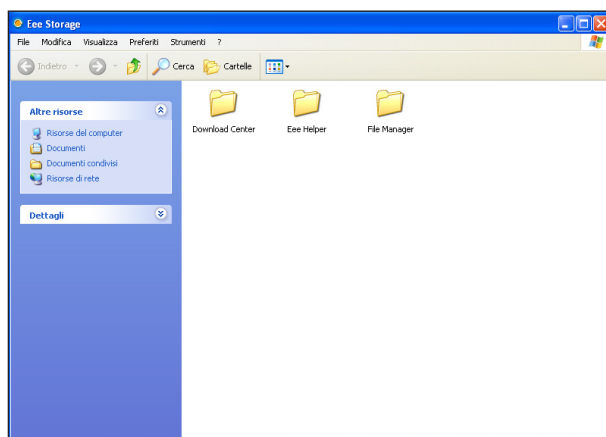 Eee Storage
File Modifica Visualizza Preferiti Strumenti ?
Indietro Cerca Cartelle
Altre risorse
Risorse del computer
Documenti
Documenti condivisi
Risorse di rete
Dettagli
Download Center Eee Helper File Manager